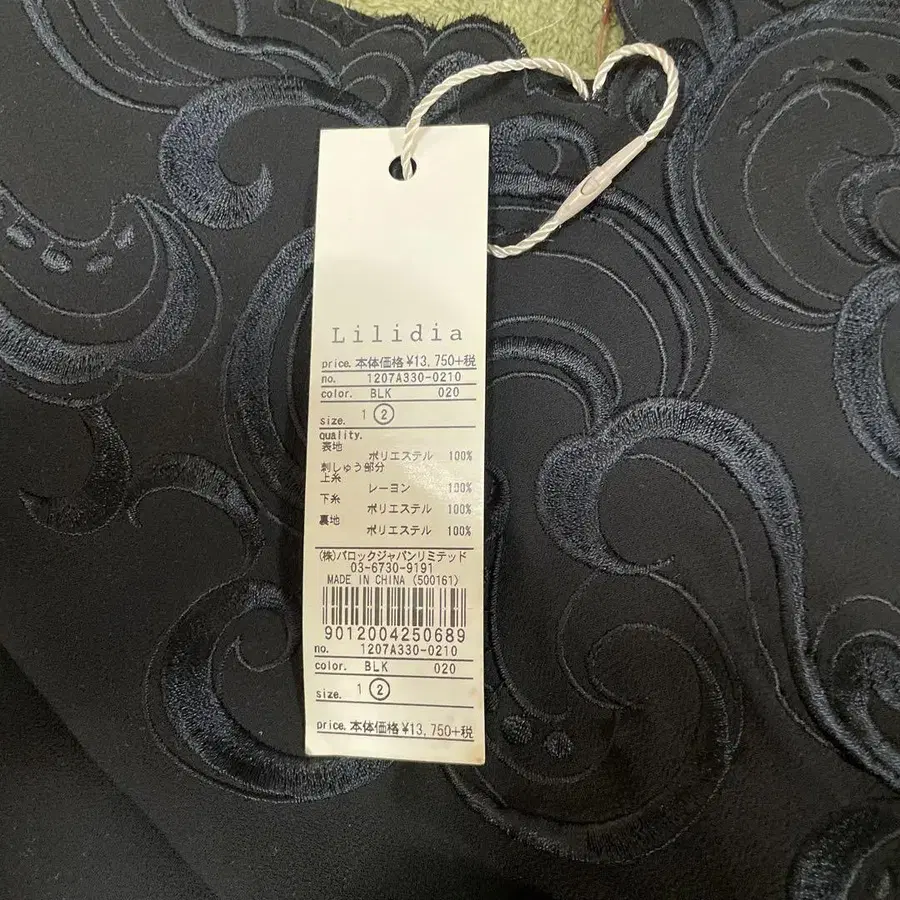 Lilidia
price. 本体価格¥13,750+税
no. 1207A330-0210
color. BLK 020
size. 1 ②
quality.
表地
ポリエステル 100%
刺しゅう部分
上糸
レーヨン 100%
下糸
ポリエステル 100%
裏地
ポリエステル 100%
(株)バロックジャパンリミテッド
03-6730-9191
MADE IN CHINA (500161)
9012004250689
no. 1207A330-0210
color. BLK 020
size. 1 ②
price. 本体価格¥13,750+税